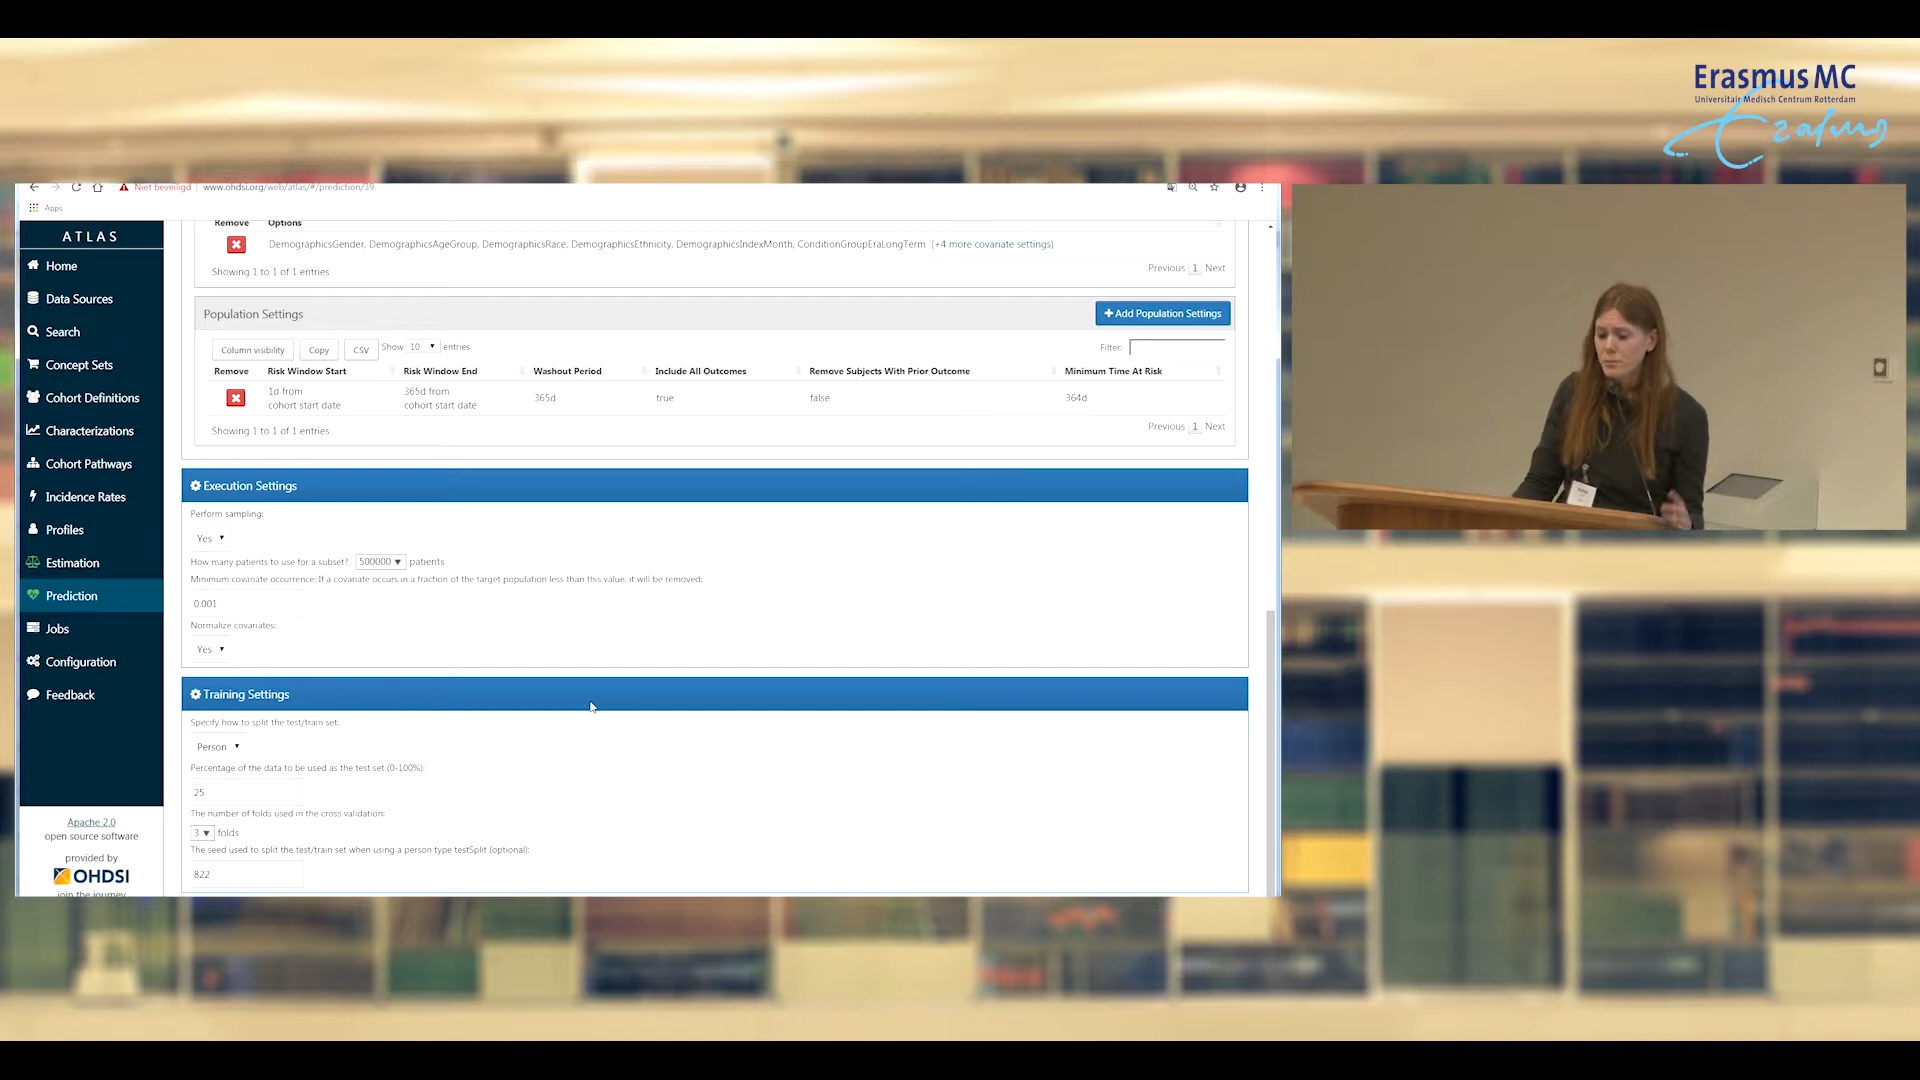 Erasmus MC
Universitair Medisch Centrum Rotterdam
Erasmus
Niet beveiligd www.ohdsi.org/web/atlas/#/prediction/39
Apps
ATLAS
Home
Data Sources
Search
Concept Sets
Cohort Definitions
Characterizations
Cohort Pathways
Incidence Rates
Profiles
Estimation
Prediction
Jobs
Configuration
Feedback
Apache 2.0
open source software
provided by
OHDSI
join the journey
Remove Options
DemographicsGender, DemographicsAgeGroup, DemographicsRace, DemographicsEthnicity, DemographicsIndexMonth, ConditionGroupEraLongTerm (+4 more covariate settings)
Showing 1 to 1 of 1 entries Previous 1 Next
Population Settings Add Population Settings
Column visibility Copy CSV Show 10 entries Filter:
Remove Risk Window Start Risk Window End Washout Period Include All Outcomes Remove Subjects With Prior Outcome Minimum Time At Risk
1d from cohort start date 365d from cohort start date 365d true false 364d
Showing 1 to 1 of 1 entries Previous 1 Next
Execution Settings
Perform sampling:
Yes
How many patients to use for a subset? 500000 patients
Minimum covariate occurrence: If a covariate occurs in a fraction of the target population less than this value, it will be removed:
0.001
Normalize covariates:
Yes
Training Settings
Specify how to split the test/train set:
Person
Percentage of the data to be used as the test set (0-100%):
25
The number of folds used in the cross validation:
3 folds
The seed used to split the test/train set when using a person type testSplit (optional):
822